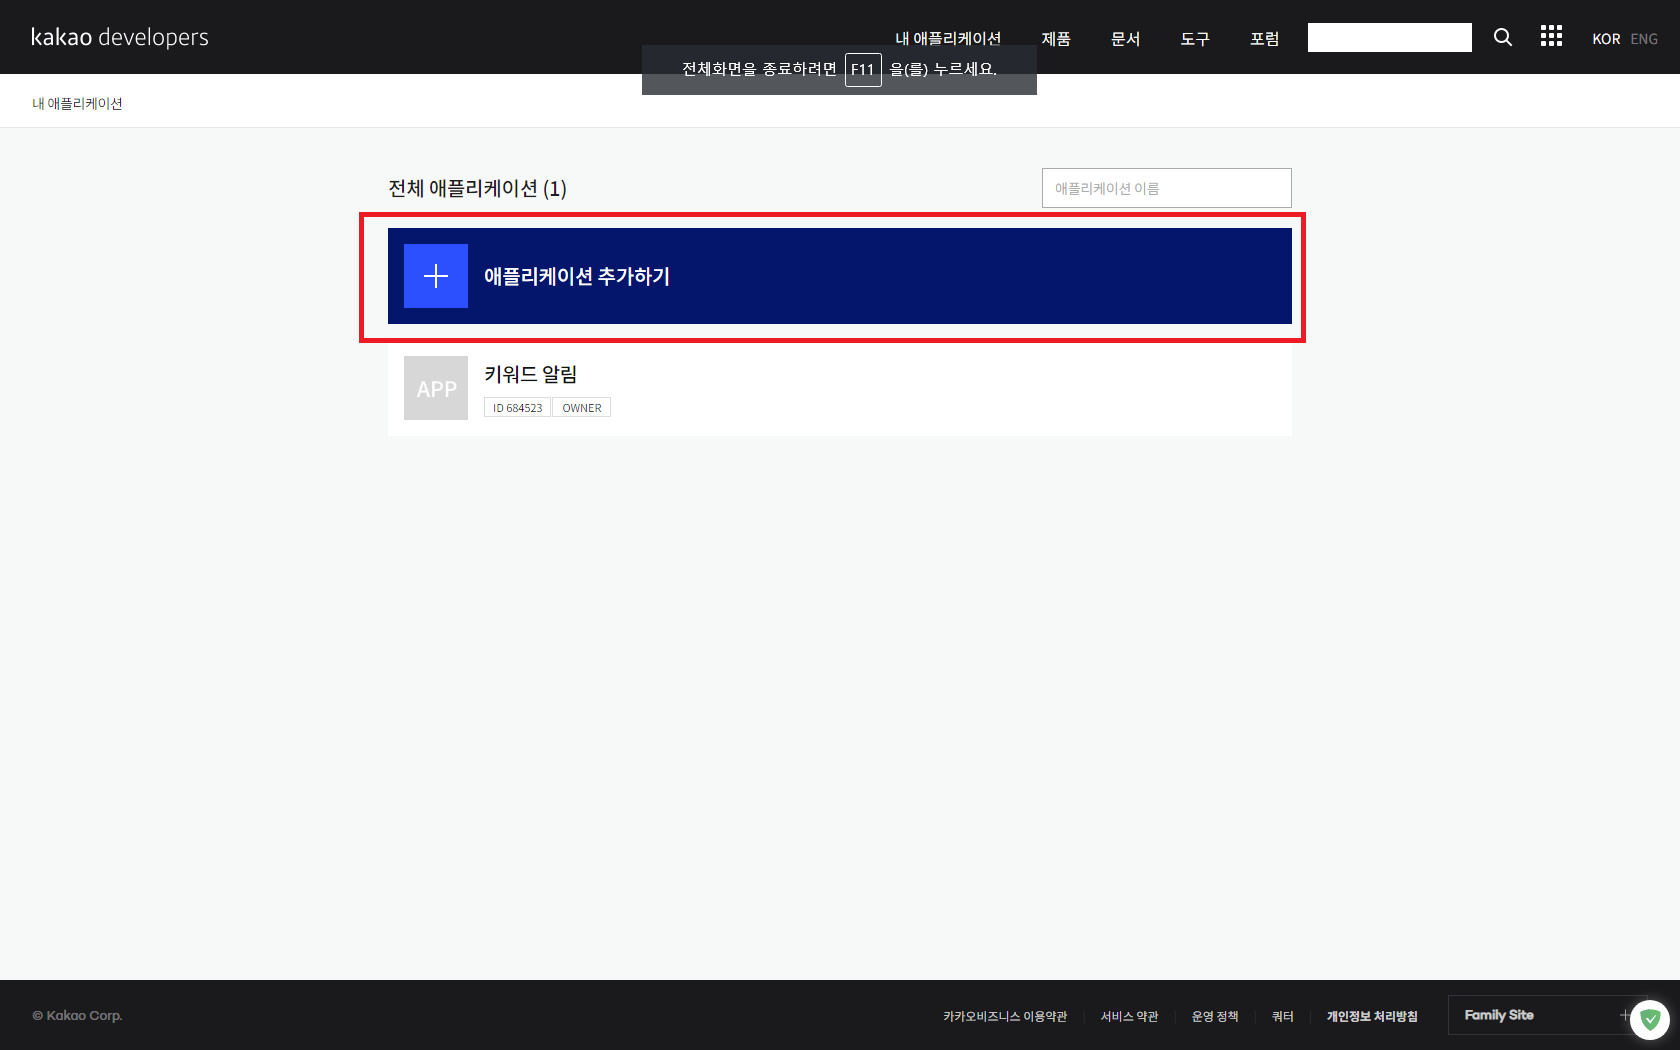 kakao developers
내 애플리케이션 제품 문서 도구 포럼 KOR ENG
전체화면을 종료하려면 F11 을(를) 누르세요.
내 애플리케이션
전체 애플리케이션 (1)
애플리케이션 이름
애플리케이션 추가하기
APP
키워드 알림
ID 684523 OWNER
© Kakao Corp.
카카오비즈니스 이용약관 서비스 약관 운영 정책 쿼터 개인정보 처리방침 Family Site